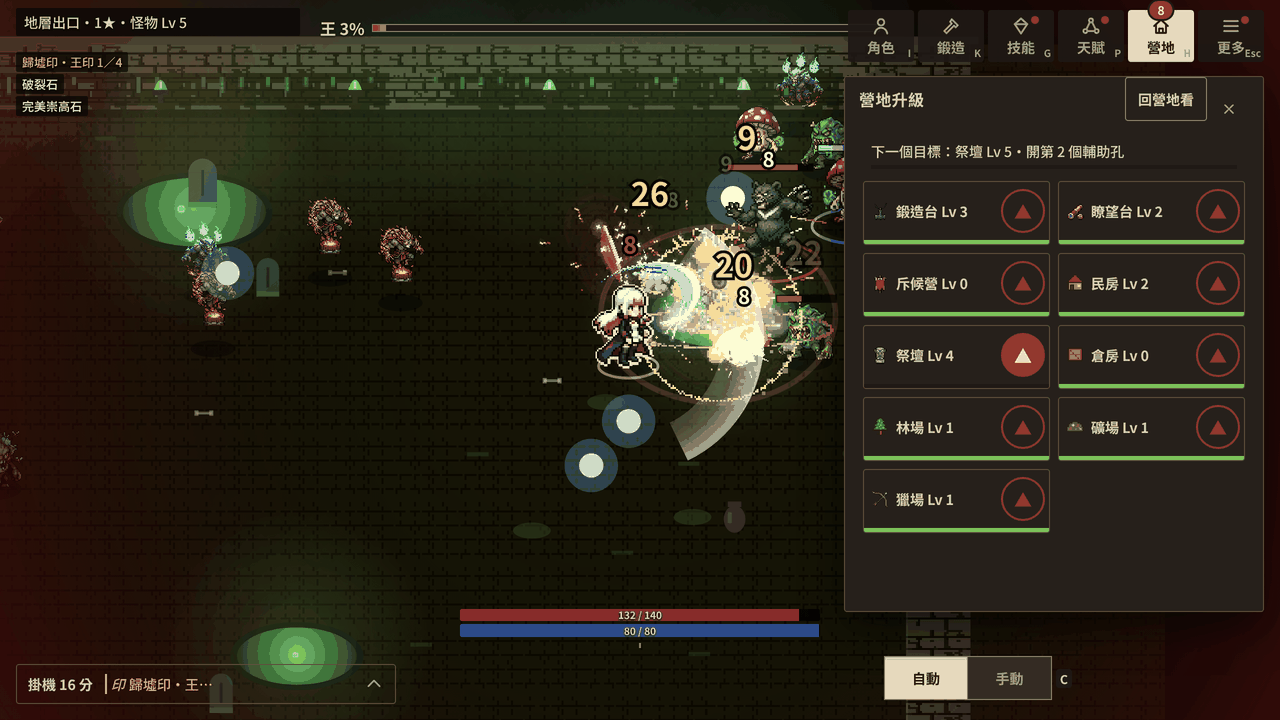 地層出口・1★・怪物 Lv 5
王 3%
歸墟印・王印 1／4
破裂石
完美崇高石
角色 I
鍛造 K
技能 G
天賦 P
8
營地 H
更多 Esc
營地升級
回營地看
×
下一個目標：祭壇 Lv 5・開第 2 個輔助孔
鍛造台 Lv 3
瞭望台 Lv 2
斥候營 Lv 0
民房 Lv 2
祭壇 Lv 4
倉房 Lv 0
林場 Lv 1
礦場 Lv 1
獵場 Lv 1
9
8
9
26
8
8
20
22
8
132 / 140
80 / 80
掛機 16 分
印 歸墟印・王…
自動
手動
C